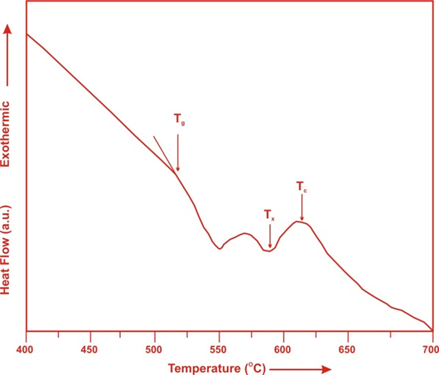 Heat Flow (a.u.) Exothermic
Tg
Tx
Tc
400 450 500 550 600 650 700
Temperature (°C)